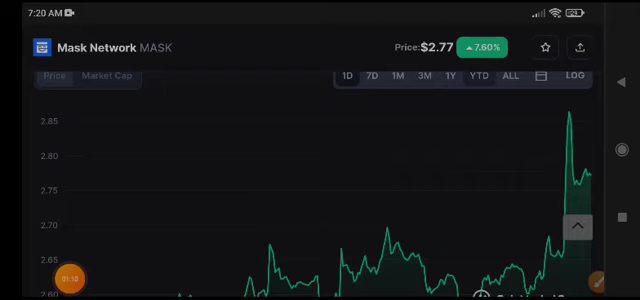 7:20 AM
Mask Network MASK
Price: $2.77 7.60%
Price Market Cap
1D 7D 1M 3M 1Y YTD ALL LOG
2.85
2.80
2.75
2.70
2.65
2.60
01:10